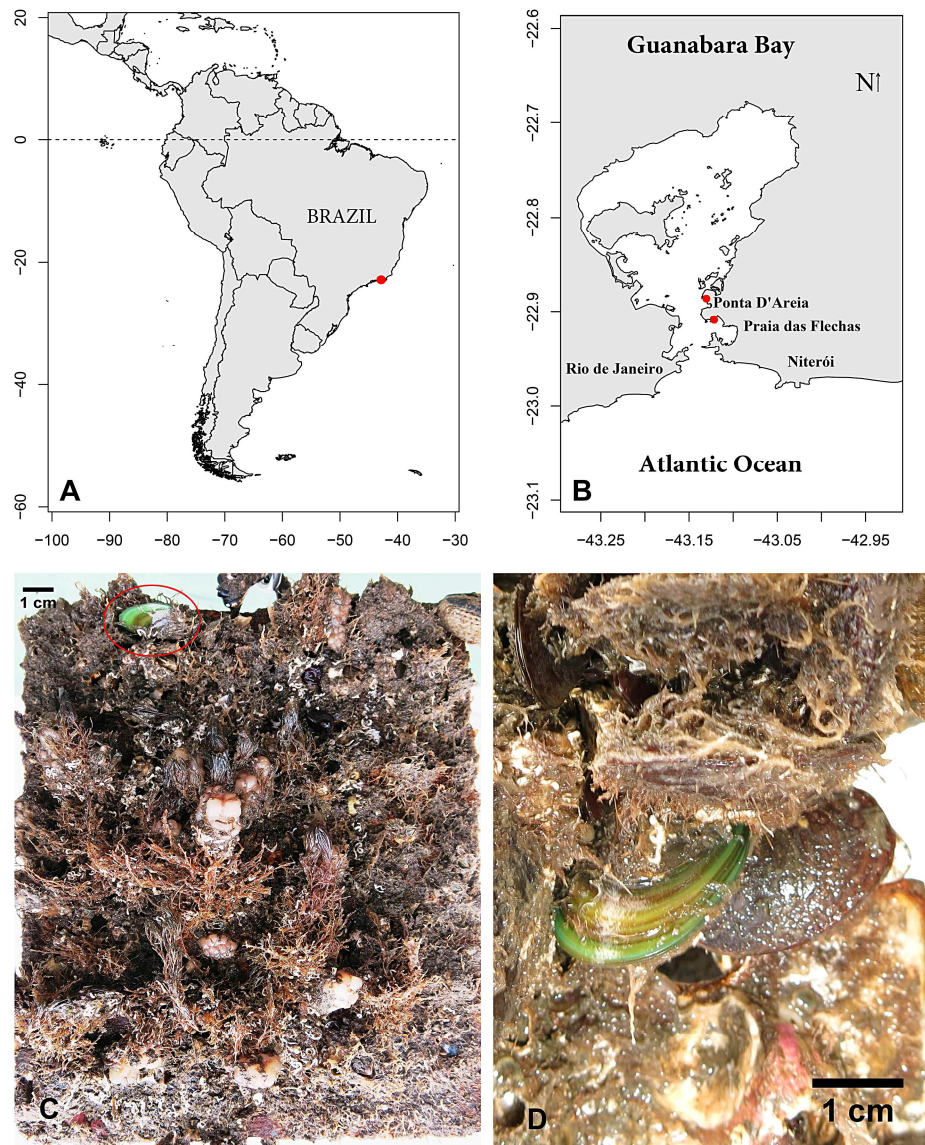 20
0
−20
−40
−60
BRAZIL
A
−100 −90 −80 −70 −60 −50 −40 −30
−22.6
−22.7
−22.8
−22.9
−23.0
−23.1
Guanabara Bay
N↑
Ponta D'Areia
Praia das Flechas
Rio de Janeiro
Niterói
Atlantic Ocean
B
−43.25 −43.15 −43.05 −42.95
1 cm
C
D
1 cm